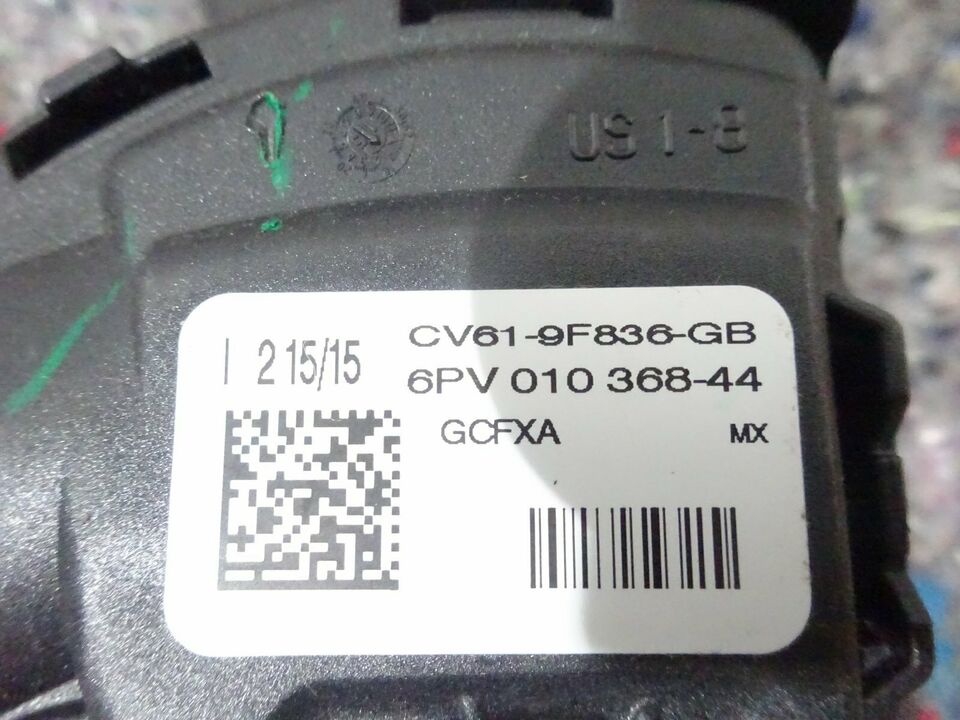 US 1-8
I 2 15/15
CV61-9F836-GB
6PV 010 368-44
GCFXA
MX